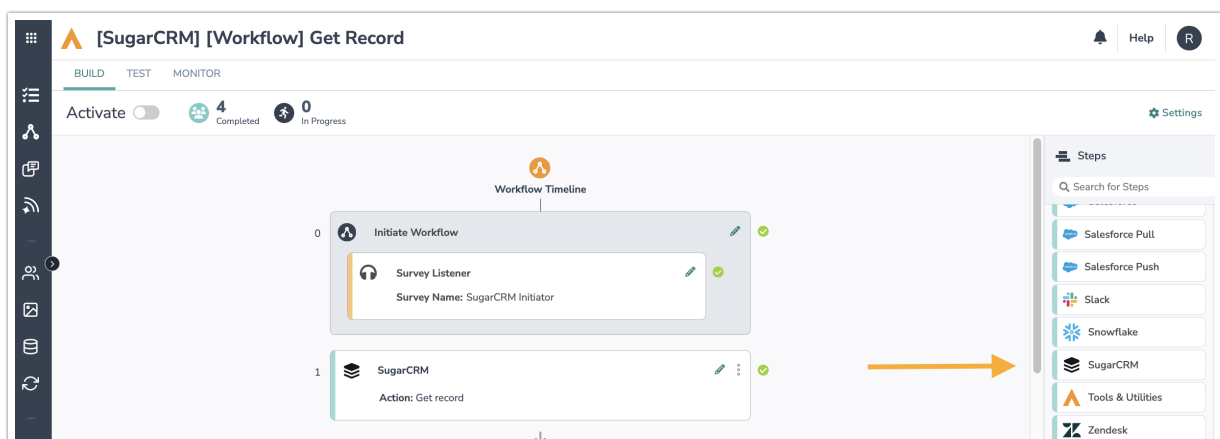 [SugarCRM] [Workflow] Get Record
Help
R
BUILD TEST MONITOR
Activate
4
Completed
0
In Progress
Settings
Workflow Timeline
0
Initiate Workflow
Survey Listener
Survey Name: SugarCRM Initiator
1
SugarCRM
Action: Get record
Steps
Search for Steps
Salesforce Pull
Salesforce Push
Slack
Snowflake
SugarCRM
Tools & Utilities
Zendesk